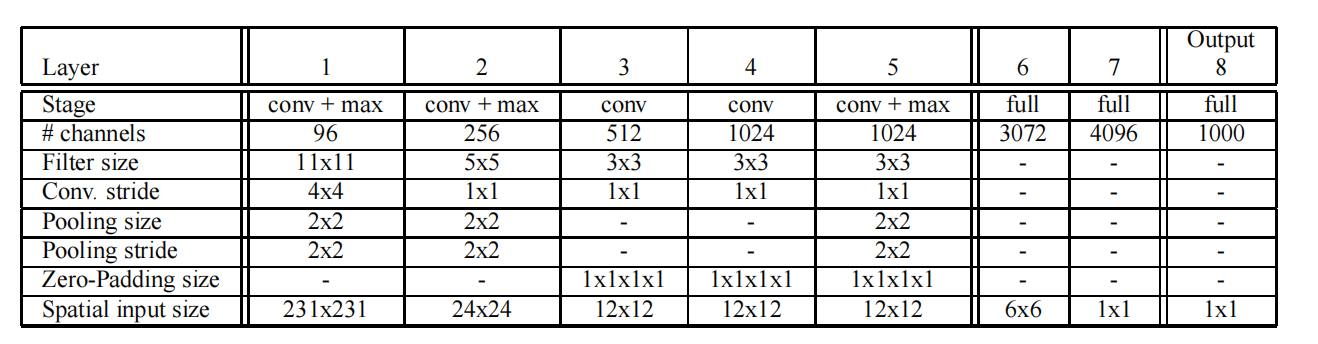 Output
Layer 1 2 3 4 5 6 7 8
Stage conv + max conv + max conv conv conv + max full full full
# channels 96 256 512 1024 1024 3072 4096 1000
Filter size 11x11 5x5 3x3 3x3 3x3 - - -
Conv. stride 4x4 1x1 1x1 1x1 1x1 - - -
Pooling size 2x2 2x2 - - 2x2 - - -
Pooling stride 2x2 2x2 - - 2x2 - - -
Zero-Padding size - - 1x1x1x1 1x1x1x1 1x1x1x1 - - -
Spatial input size 231x231 24x24 12x12 12x12 12x12 6x6 1x1 1x1